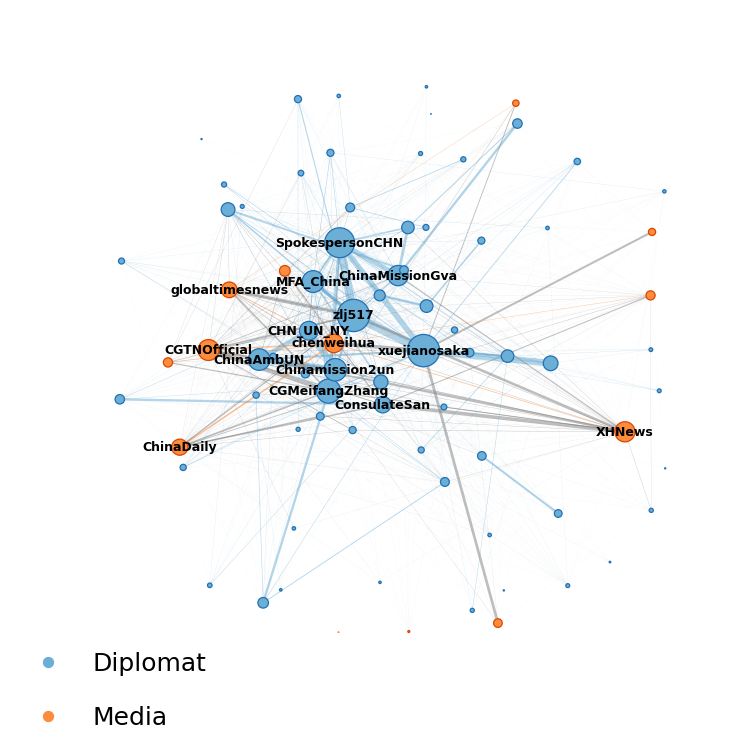 SpokespersonCHN
ChinaMissionGva
MFA_China
globaltimesnews
zlj517
CHN_UN_NY
chenweihua
CGTNOfficial
xuejianosaka
ChinaAmbUN
Chinamission2un
CGMeifangZhang
ConsulateSan
XHNews
ChinaDaily
Diplomat
Media